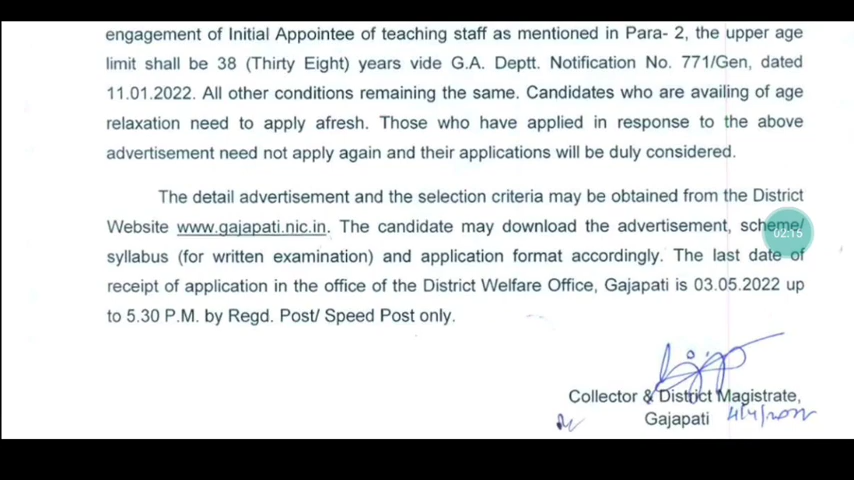 engagement of Initial Appointee of teaching staff as mentioned in Para- 2, the upper age
limit shall be 38 (Thirty Eight) years vide G.A. Deptt. Notification No. 771/Gen, dated
11.01.2022. All other conditions remaining the same. Candidates who are availing of age
relaxation need to apply afresh. Those who have applied in response to the above
advertisement need not apply again and their applications will be duly considered.
The detail advertisement and the selection criteria may be obtained from the District
Website www.gajapati.nic.in. The candidate may download the advertisement, scheme/
02:15
syllabus (for written examination) and application format accordingly. The last date of
receipt of application in the office of the District Welfare Office, Gajapati is 03.05.2022 up
to 5.30 P.M. by Regd. Post/ Speed Post only.
Collector & District Magistrate,
Gajapati 4/4/2022